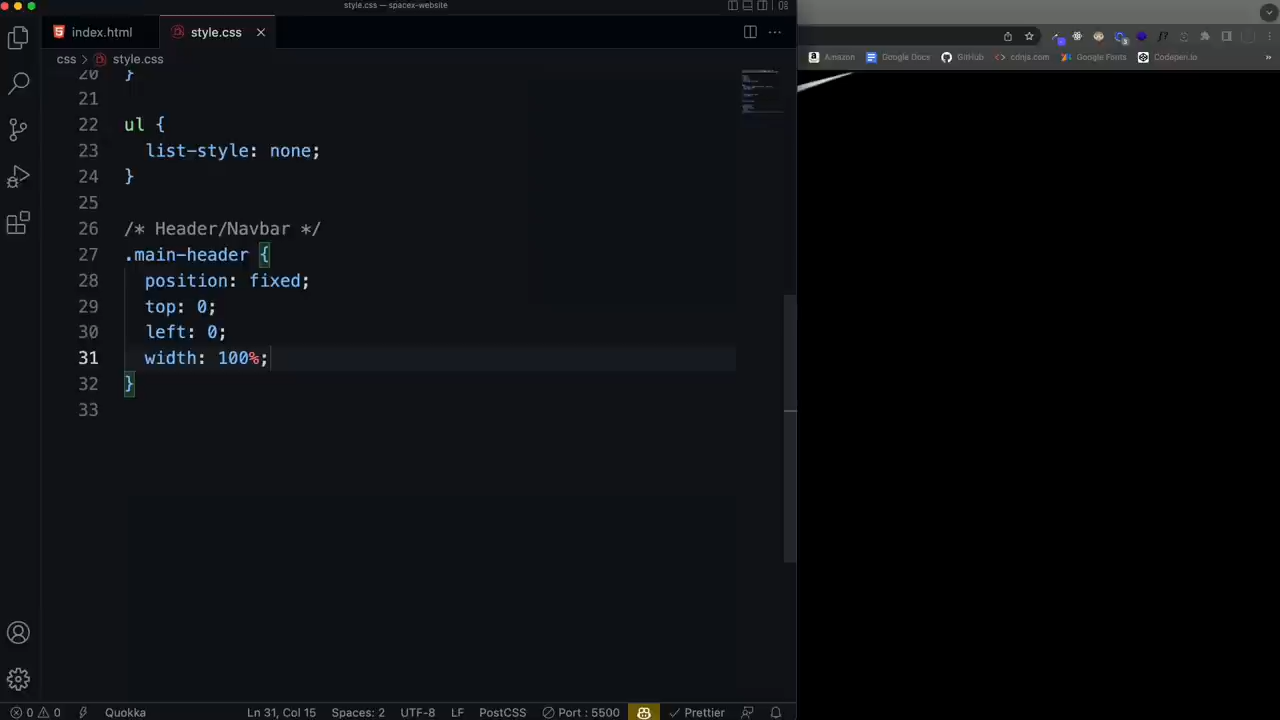 style.css — spacex-website
index.html
style.css
css > style.css
Amazon
Google Docs
GitHub
cdnjs.com
Google Fonts
Codepen.io
»
20 }
21
22 ul {
23 list-style: none;
24 }
25
26 /* Header/Navbar */
27 .main-header {
28 position: fixed;
29 top: 0;
30 left: 0;
31 width: 100%;
32 }
33
0 0 Quokka Ln 31, Col 15 Spaces: 2 UTF-8 LF PostCSS Port : 5500 Prettier